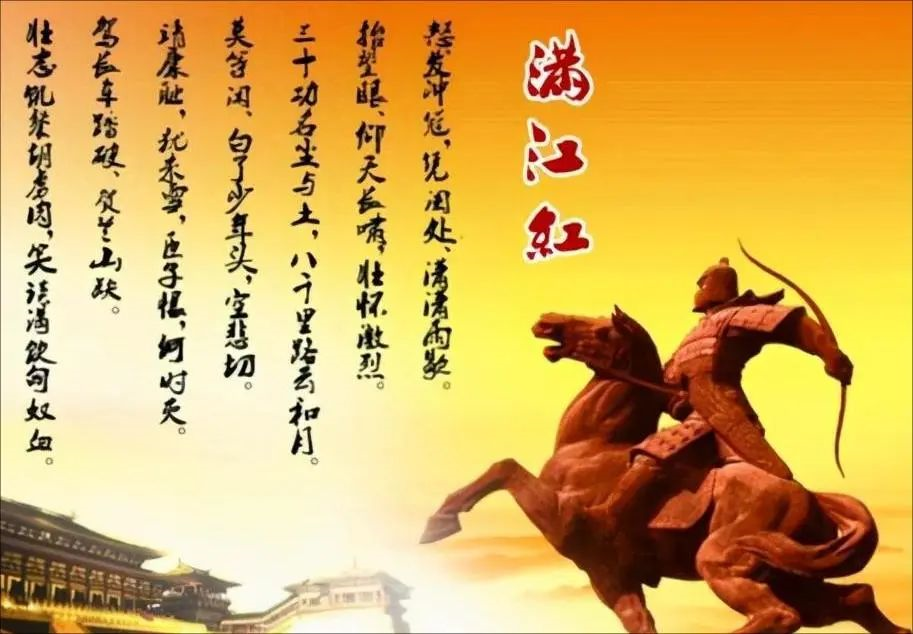 满江紅
怒发冲冠，凭阑处、潇潇雨歇。
抬望眼、仰天长啸，壮怀激烈。
三十功名尘与土，八千里路云和月。
莫等闲、白了少年头，空悲切。
靖康耻，犹未雪，臣子恨，何时灭。
驾长车踏破、贺兰山缺。
壮志饥餐胡虏肉，笑谈渴饮匈奴血。